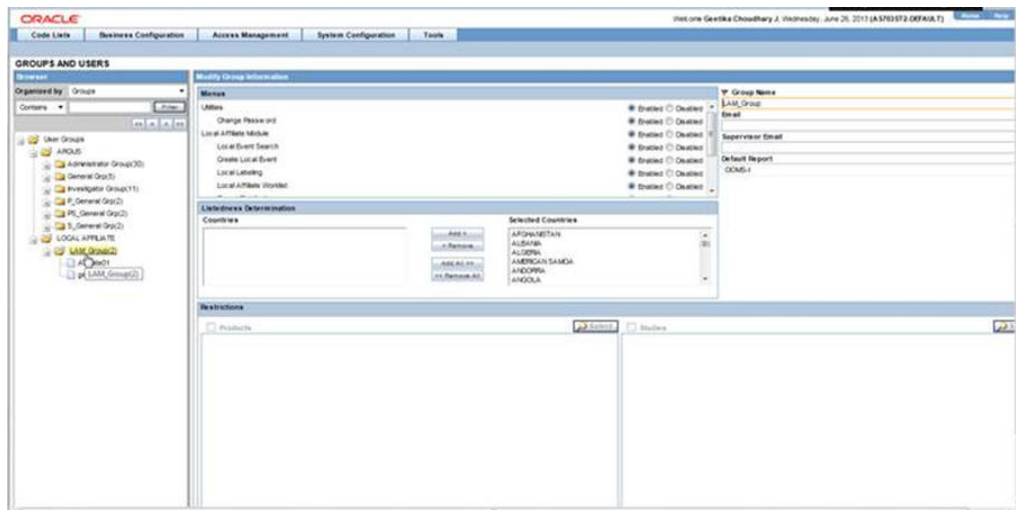 ORACLE
Welcome Geetika Choudhary J, Wednesday, June 26, 2013 (AS703ST2-DEFAULT)
Home Help
Code Lists Business Configuration Access Management System Configuration Tools
GROUPS AND USERS
Browser
Modify Group Information
Organized by Groups
Contains Filter
User Groups
ARGUS
Administrator Group(30)
General Grp(5)
Investigator Group(11)
P_General Grp(2)
PS_General Grp(2)
S_General Grp(2)
LOCAL AFFILIATE
LAM_Group(2)
LAM_Group(2)
Menus
Utilities Enabled Disabled
Change Password Enabled Disabled
Local Affiliate Module Enabled Disabled
Local Event Search Enabled Disabled
Create Local Event Enabled Disabled
Local Labeling Enabled Disabled
Local Affiliate Worklist Enabled Disabled
Group Name
LAM_Group
Email
Supervisor Email
Default Report
CIOMS-I
Listedness Determination
Countries Selected Countries
Add >
< Remove
Add All >>
<< Remove All
AFGHANISTAN
ALBANIA
ALGERIA
AMERICAN SAMOA
ANDORRA
ANGOLA
Restrictions
Products Select Studies